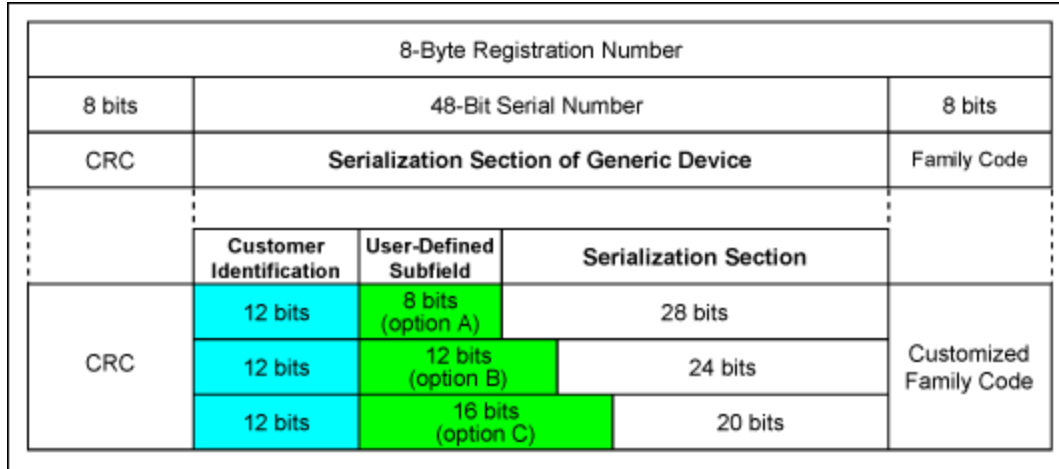 8-Byte Registration Number
8 bits
48-Bit Serial Number
8 bits
CRC
Serialization Section of Generic Device
Family Code
Customer
Identification
User-Defined
Subfield
Serialization Section
CRC
12 bits
8 bits
(option A)
28 bits
12 bits
12 bits
(option B)
24 bits
12 bits
16 bits
(option C)
20 bits
Customized
Family Code